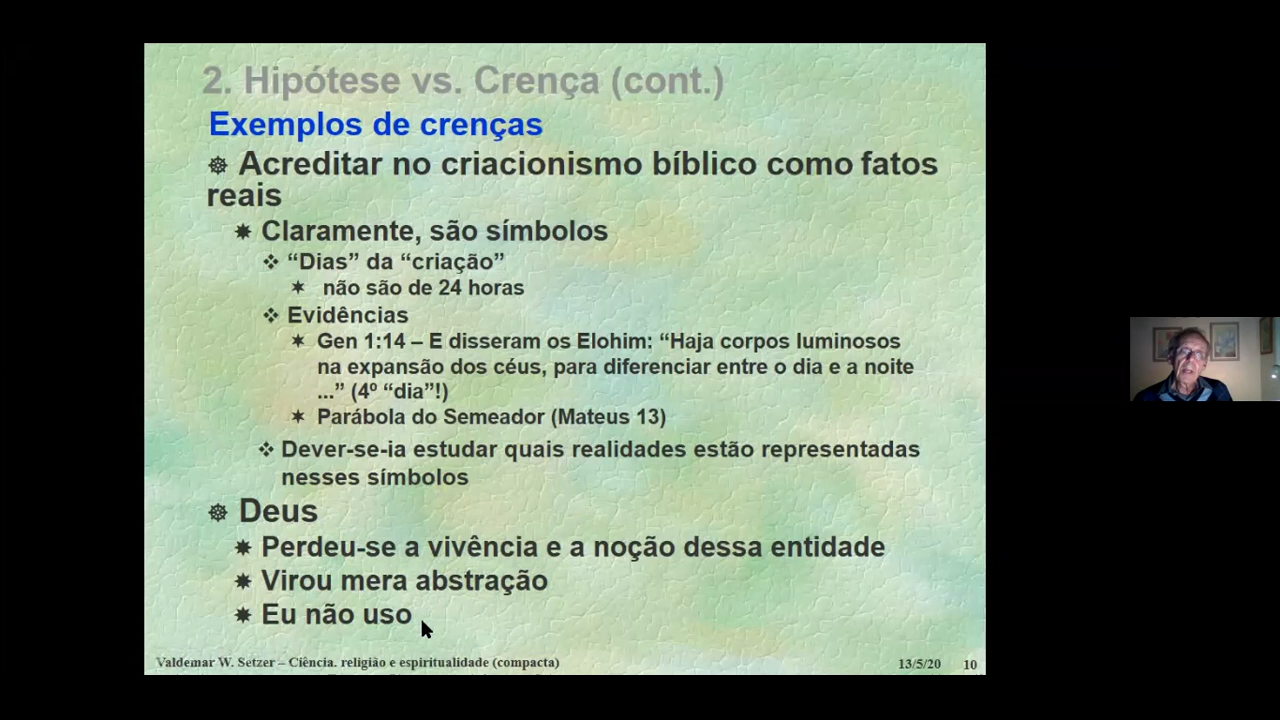 2. Hipótese vs. Crença (cont.)
Exemplos de crenças
Acreditar no criacionismo bíblico como fatos
reais
Claramente, são símbolos
“Dias” da “criação”
não são de 24 horas
Evidências
Gen 1:14 – E disseram os Elohim: “Haja corpos luminosos
na expansão dos céus, para diferenciar entre o dia e a noite
...” (4º “dia”!)
Parábola do Semeador (Mateus 13)
Dever-se-ia estudar quais realidades estão representadas
nesses símbolos
Deus
Perdeu-se a vivência e a noção dessa entidade
Virou mera abstração
Eu não uso
Valdemar W. Setzer – Ciência. religião e espiritualidade (compacta) 13/5/20 10